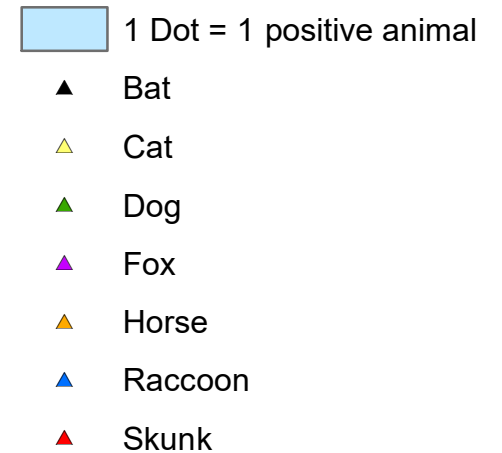 1 Dot = 1 positive animal
Bat
Cat
Dog
Fox
Horse
Raccoon
Skunk